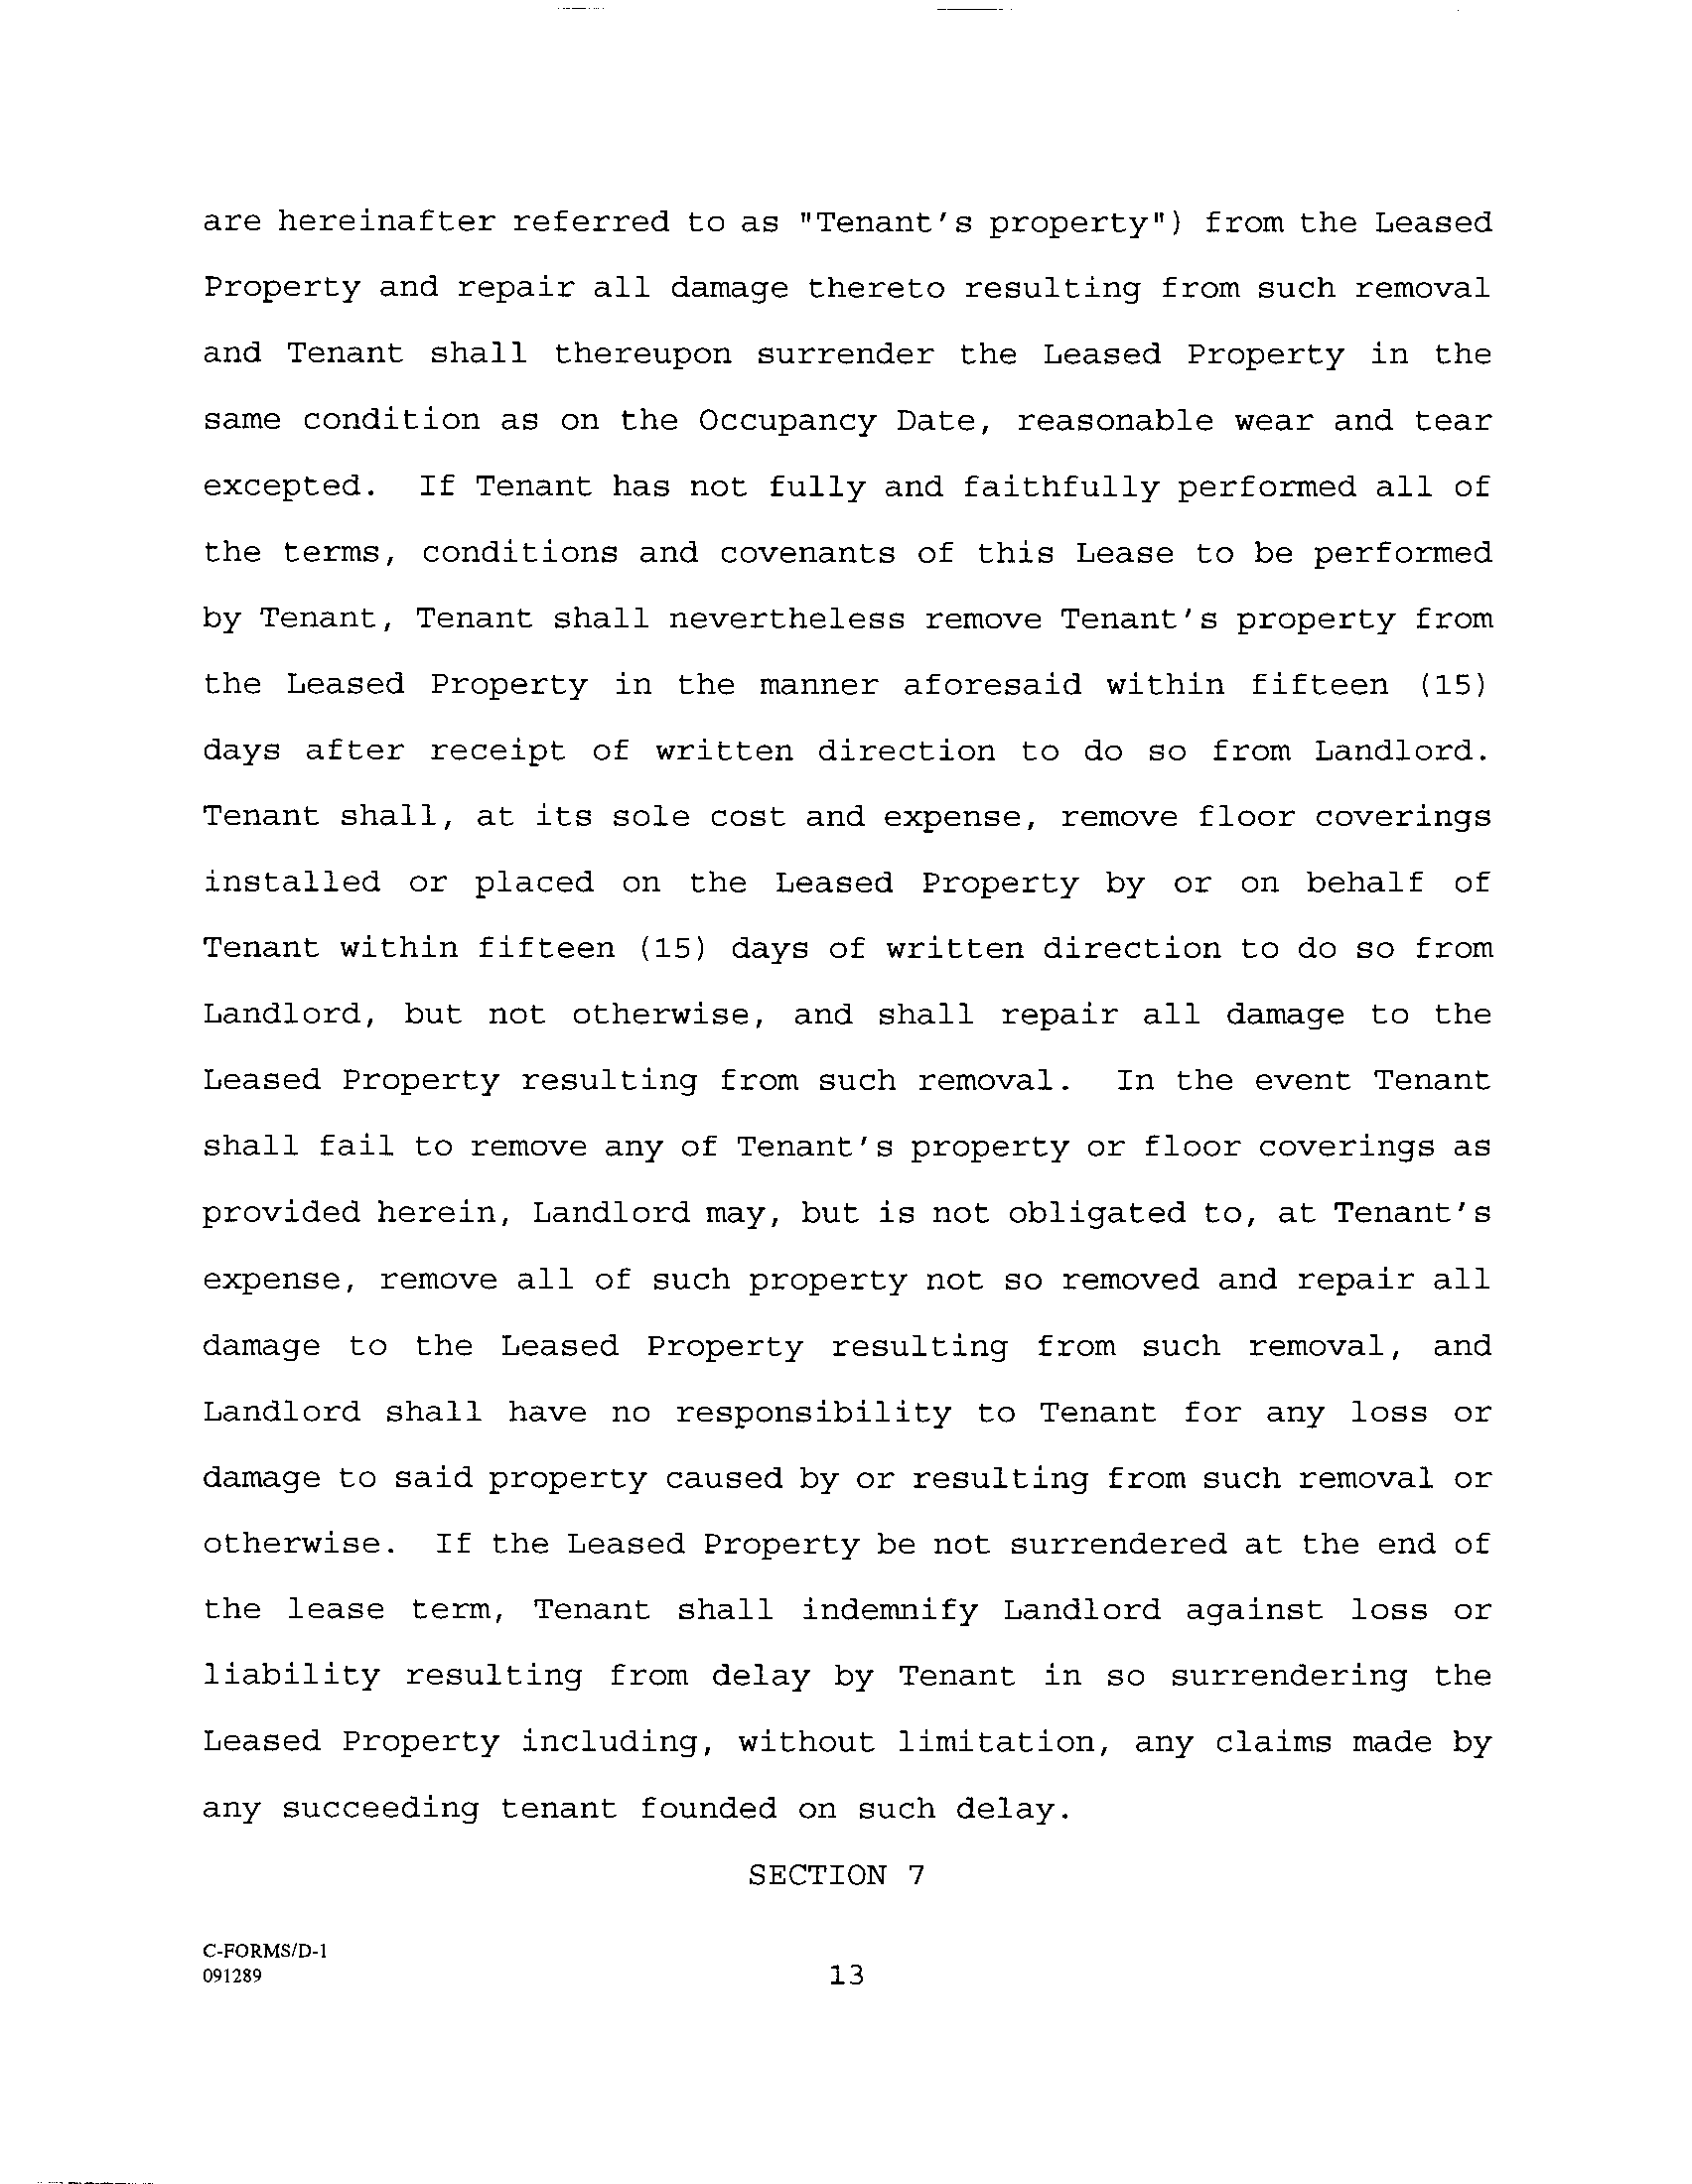 are hereinafter referred to as "Tenant's property") from the Leased
Property and repair all damage thereto resulting from such removal
and Tenant shall thereupon surrender the Leased Property in the
same condition as on the Occupancy Date, reasonable wear and tear
excepted. If Tenant has not fully and faithfully performed all of
the terms, conditions and covenants of this Lease to be performed
by Tenant, Tenant shall nevertheless remove Tenant's property from
the Leased Property in the manner aforesaid within fifteen (15)
days after receipt of written direction to do so from Landlord.
Tenant shall, at its sole cost and expense, remove floor coverings
installed or placed on the Leased Property by or on behalf of
Tenant within fifteen (15) days of written direction to do so from
Landlord, but not otherwise, and shall repair all damage to the
Leased Property resulting from such removal. In the event Tenant
shall fail to remove any of Tenant's property or floor coverings as
provided herein, Landlord may, but is not obligated to, at Tenant's
expense, remove all of such property not so removed and repair all
damage to the Leased Property resulting from such removal, and
Landlord shall have no responsibility to Tenant for any loss or
damage to said property caused by or resulting from such removal or
otherwise. If the Leased Property be not surrendered at the end of
the lease term, Tenant shall indemnify Landlord against loss or
liability resulting from delay by Tenant in so surrendering the
Leased Property including, without limitation, any claims made by
any succeeding tenant founded on such delay.
SECTION 7
C-FORMS/D-1
091289
13